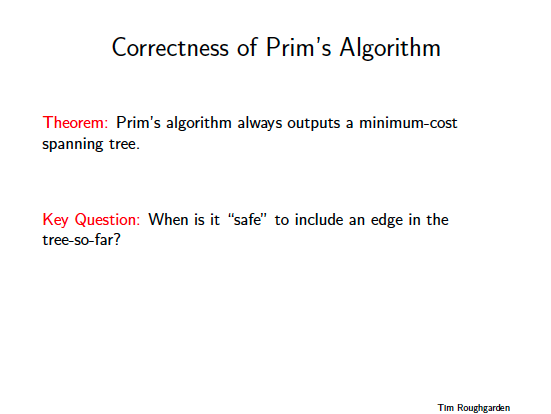 Correctness of Prim's Algorithm
Theorem: Prim's algorithm always outputs a minimum-cost
spanning tree.
Key Question: When is it “safe” to include an edge in the
tree-so-far?
Tim Roughgarden